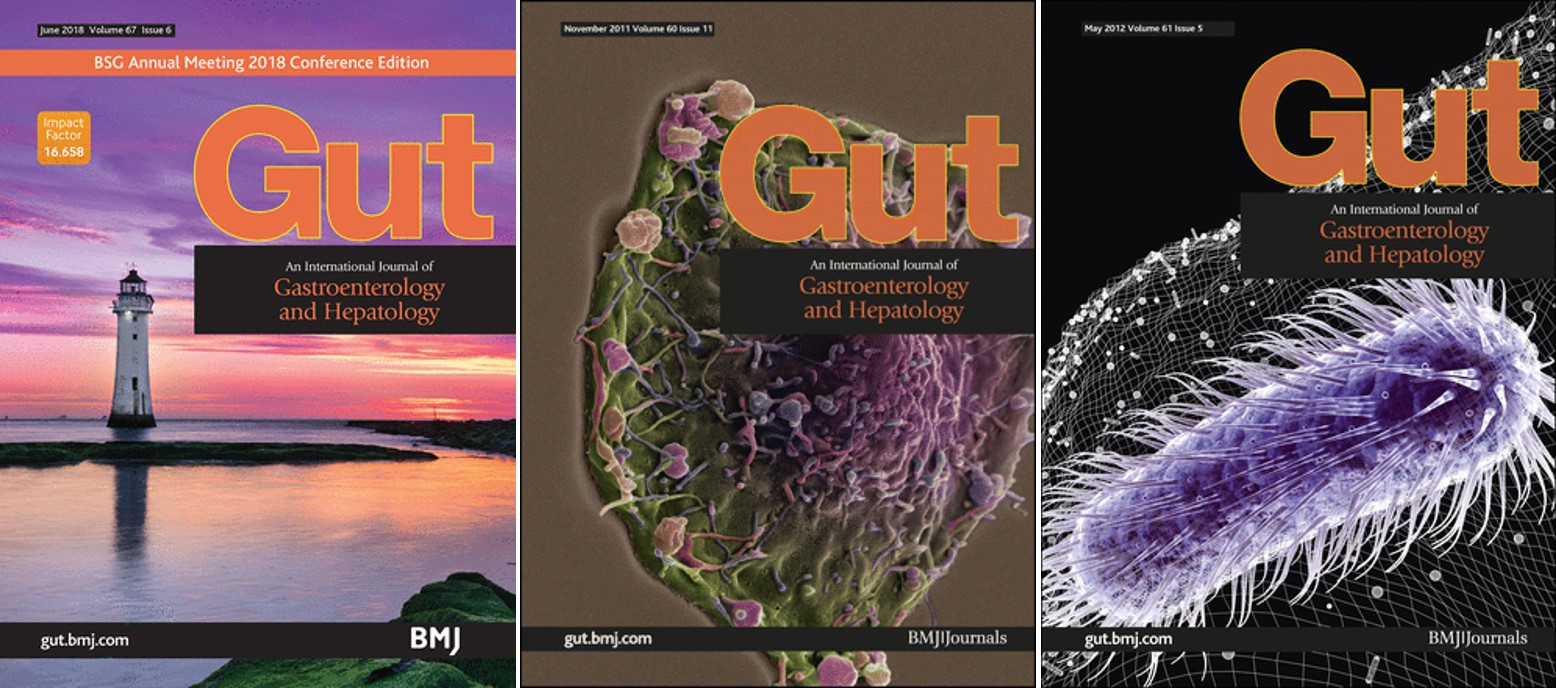 June 2018 Volume 67 Issue 6
BSG Annual Meeting 2018 Conference Edition
Impact
Factor
16.658
Gut
An International Journal of
Gastroenterology
and Hepatology
gut.bmj.com
BMJ
November 2011 Volume 60 Issue 11
Gut
An International Journal of
Gastroenterology
and Hepatology
gut.bmj.com
BMJ|Journals
May 2012 Volume 61 Issue 5
Gut
An International Journal of
Gastroenterology
and Hepatology
gut.bmj.com
BMJ|Journals